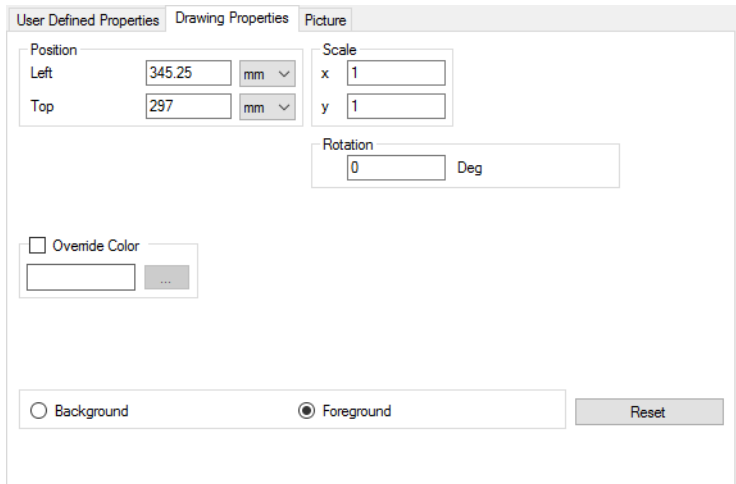 User Defined Properties Drawing Properties Picture
Position Scale
Left 345.25 mm x 1
Top 297 mm y 1
Rotation
0 Deg
Override Color
...
Background Foreground Reset